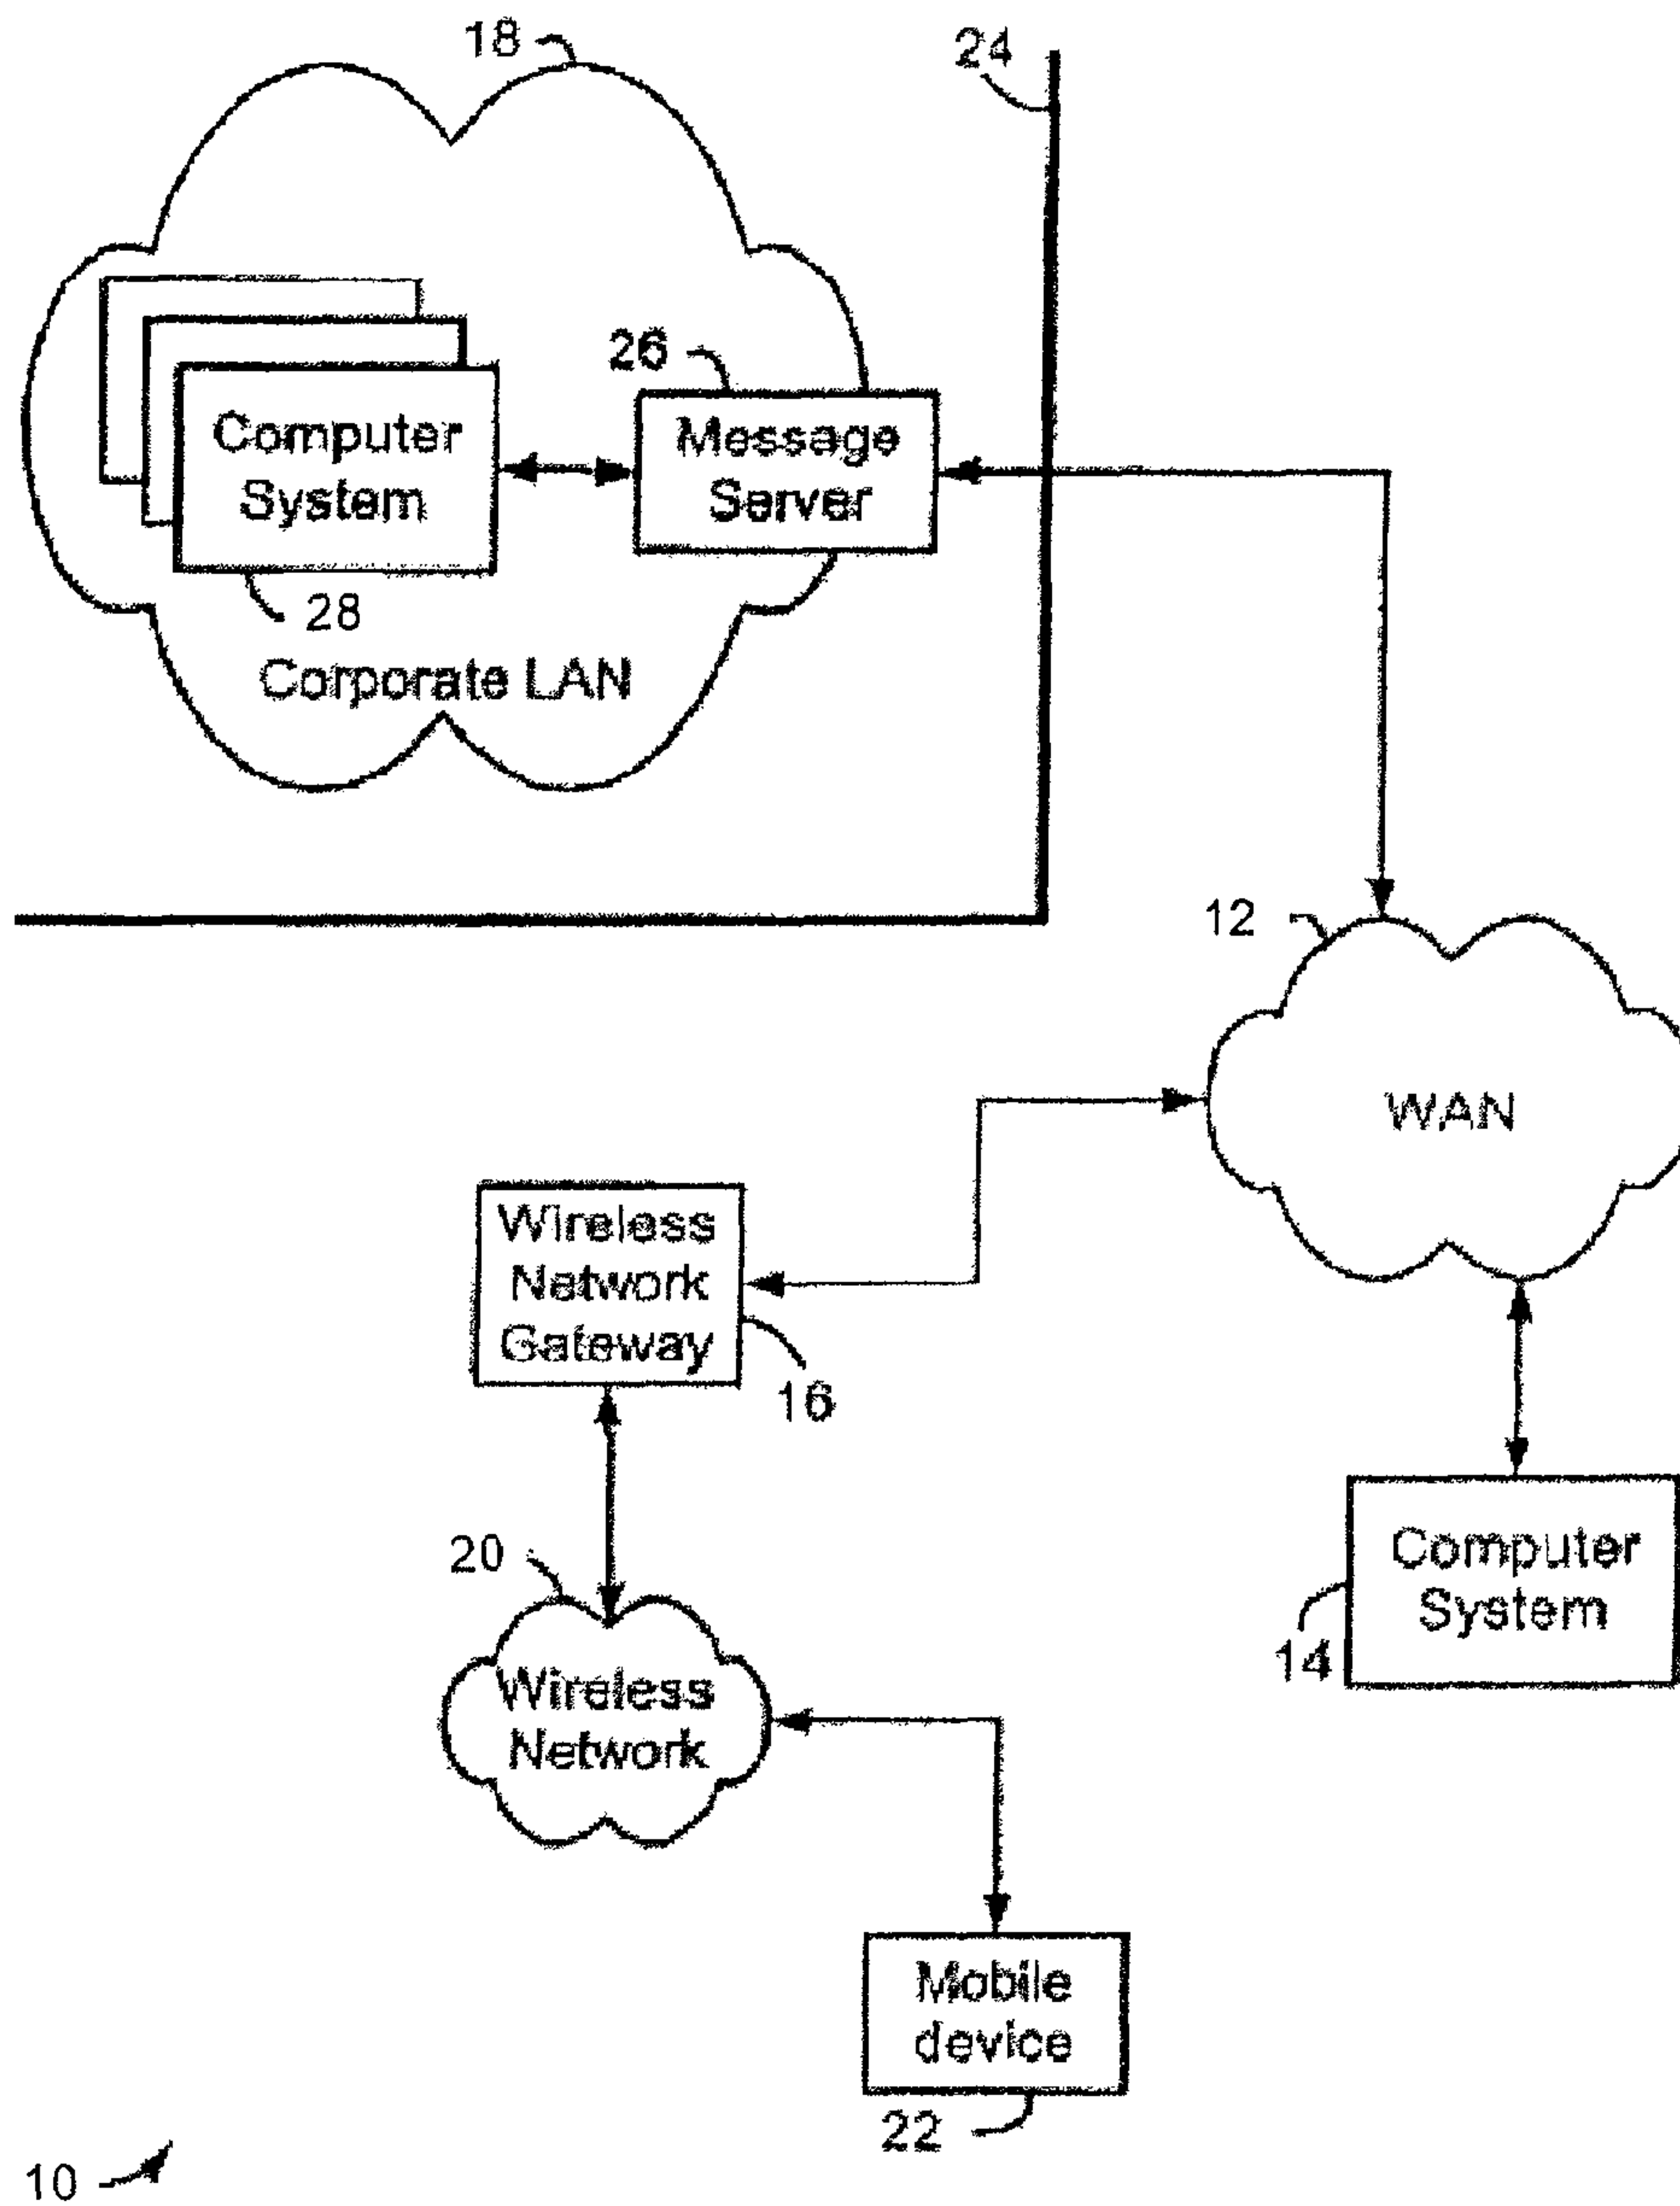 18
24
26
Computer
System
Message
Server
28
Corporate LAN
12
WAN
Wireless
Network
Gateway
16
20
Computer
System
14
Wireless
Network
Mobile
device
22
10